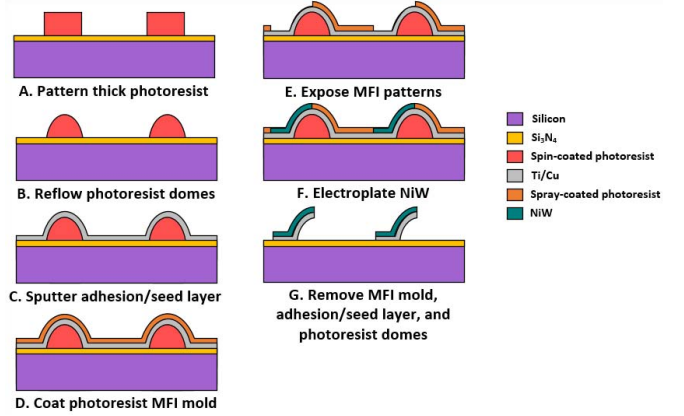 A. Pattern thick photoresist
B. Reflow photoresist domes
C. Sputter adhesion/seed layer
D. Coat photoresist MFI mold
E. Expose MFI patterns
F. Electroplate NiW
G. Remove MFI mold,
adhesion/seed layer, and
photoresist domes
Silicon
Si₃N₄
Spin-coated photoresist
Ti/Cu
Spray-coated photoresist
NiW